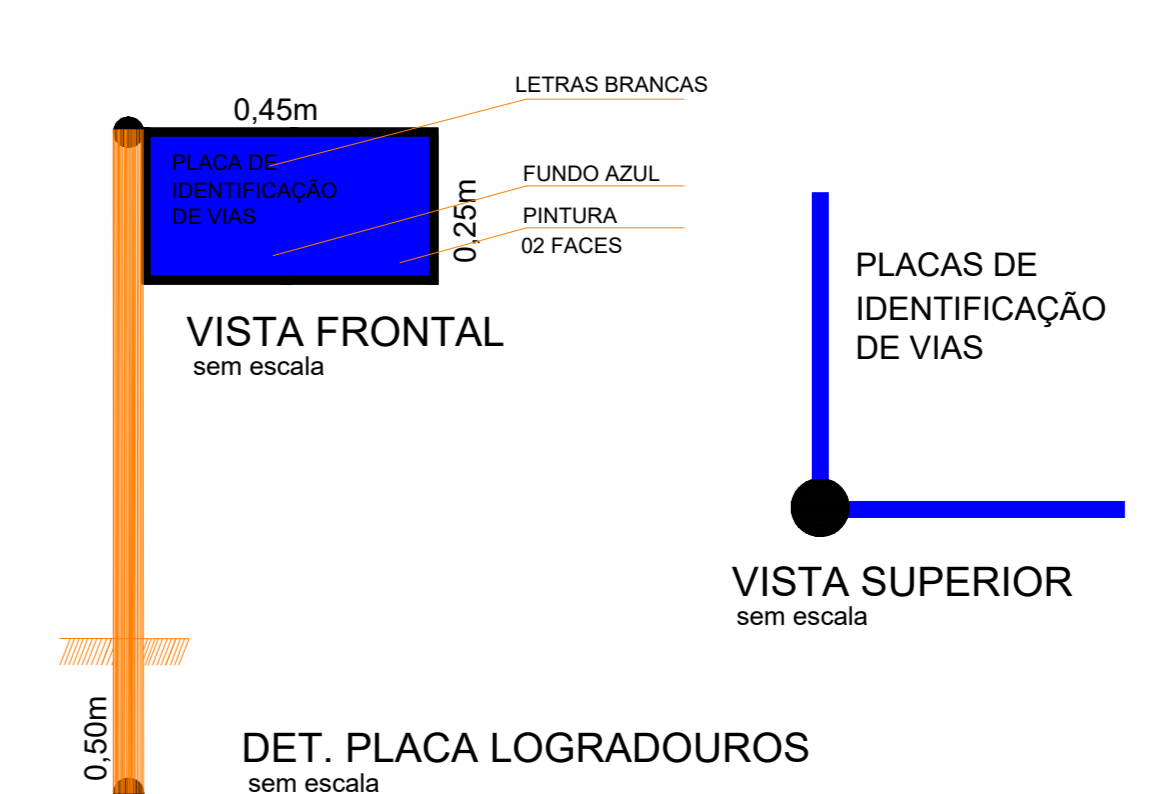 LETRAS BRANCAS
0,45m
PLACA DE
IDENTIFICAÇÃO
DE VIAS
FUNDO AZUL
0,25m
PINTURA
02 FACES
VISTA FRONTAL
sem escala
PLACAS DE
IDENTIFICAÇÃO
DE VIAS
VISTA SUPERIOR
sem escala
0,50m
DET. PLACA LOGRADOUROS
sem escala